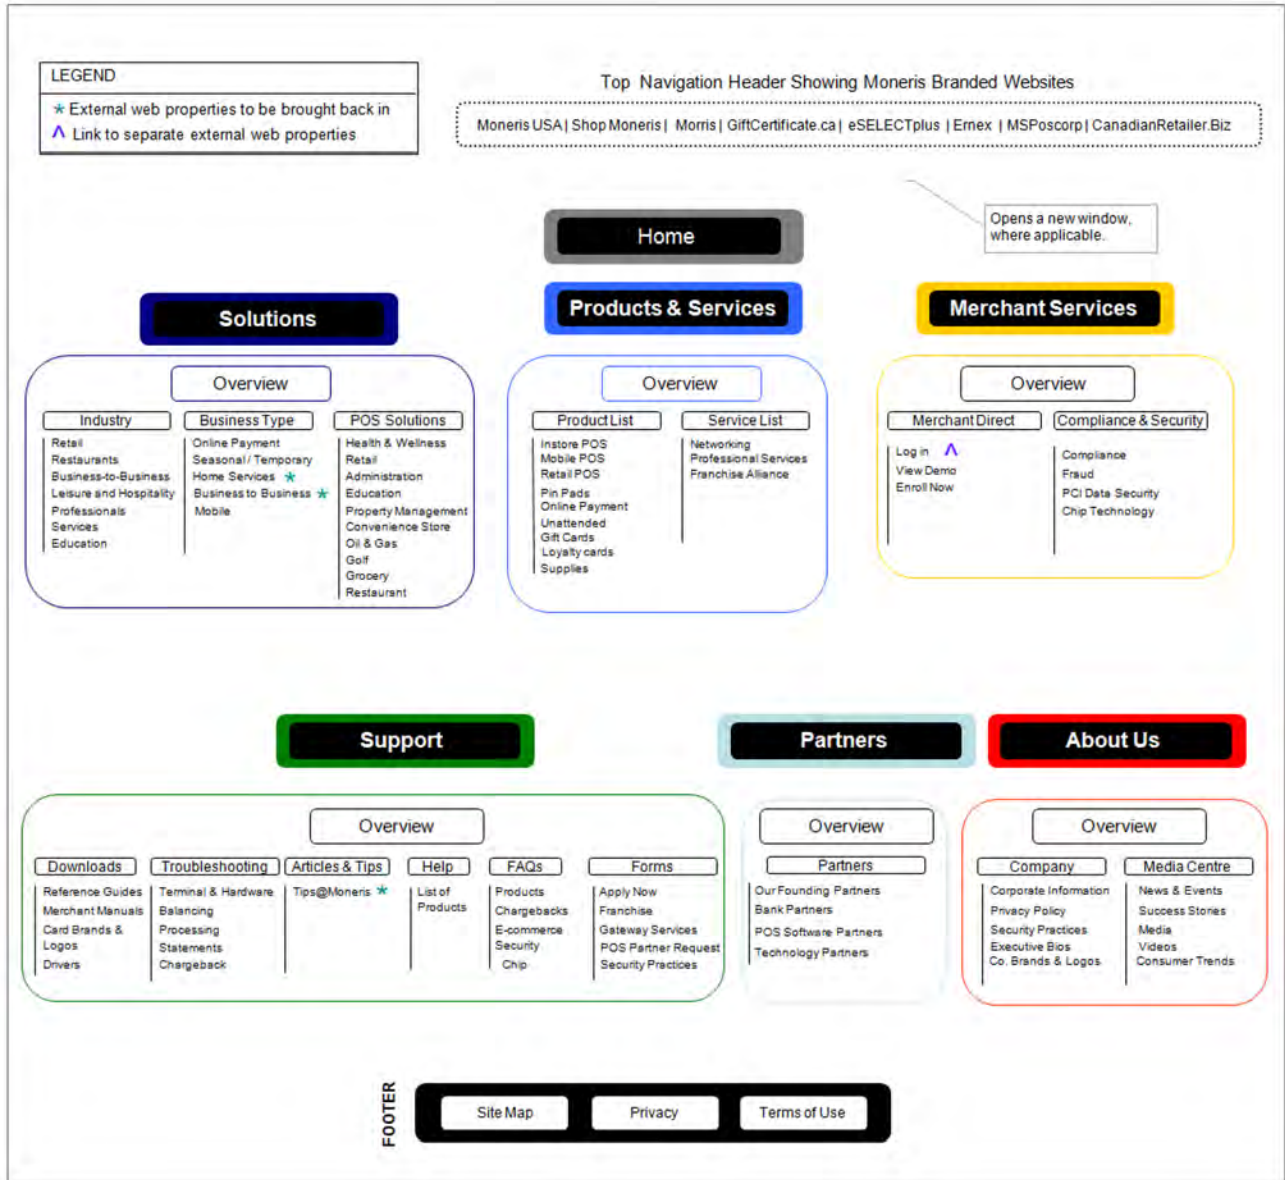 LEGEND
* External web properties to be brought back in
^ Link to separate external web properties
Top Navigation Header Showing Moneris Branded Websites
Moneris USA | Shop Moneris | Morris | GiftCertificate.ca | eSELECTplus | Ernex | MSPoscorp | CanadianRetailer.Biz
Opens a new window,
where applicable.
Home
Solutions
Overview
Industry
Retail
Restaurants
Business-to-Business
Leisure and Hospitality
Professionals
Services
Education
Business Type
Online Payment
Seasonal / Temporary
Home Services *
Business to Business *
Mobile
POS Solutions
Health & Wellness
Retail
Administration
Education
Property Management
Convenience Store
Oil & Gas
Golf
Grocery
Restaurant
Products & Services
Overview
Product List
Instore POS
Mobile POS
Retail POS
Pin Pads
Online Payment
Unattended
Gift Cards
Loyalty cards
Supplies
Service List
Networking
Professional Services
Franchise Alliance
Merchant Services
Overview
Merchant Direct
Log in ^
View Demo
Enroll Now
Compliance & Security
Compliance
Fraud
PCI Data Security
Chip Technology
Support
Overview
Downloads
Reference Guides
Merchant Manuals
Card Brands &
Logos
Drivers
Troubleshooting
Terminal & Hardware
Balancing
Processing
Statements
Chargeback
Articles & Tips
Tips@Moneris *
Help
List of
Products
FAQs
Products
Chargebacks
E-commerce
Security
Chip
Forms
Apply Now
Franchise
Gateway Services
POS Partner Request
Security Practices
Partners
Overview
Partners
Our Founding Partners
Bank Partners
POS Software Partners
Technology Partners
About Us
Overview
Company
Corporate Information
Privacy Policy
Security Practices
Executive Bios
Co. Brands & Logos
Media Centre
News & Events
Success Stories
Media
Videos
Consumer Trends
FOOTER
Site Map
Privacy
Terms of Use